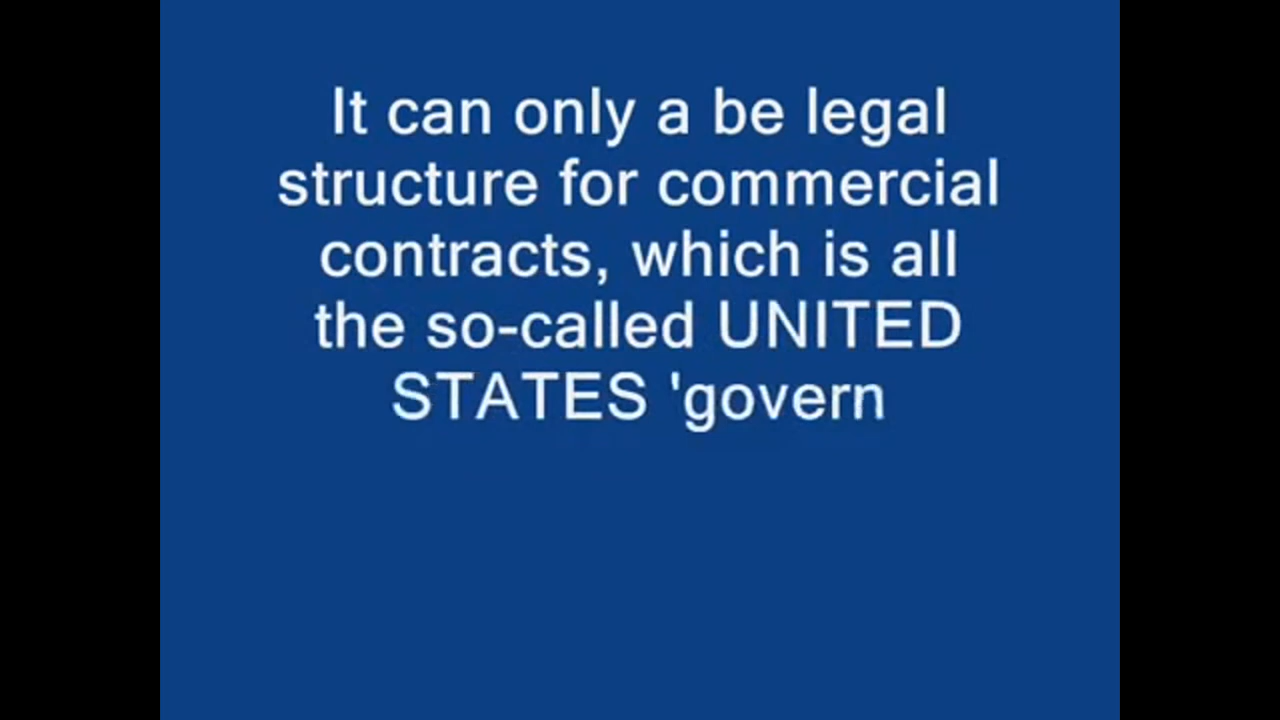 It can only a be legal
structure for commercial
contracts, which is all
the so-called UNITED
STATES 'govern